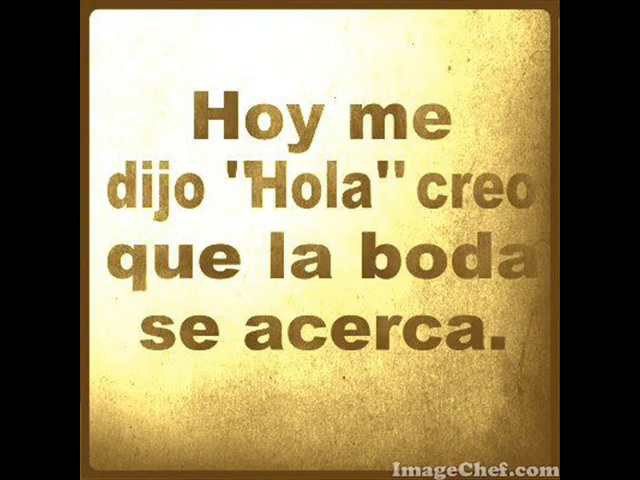 Hoy me
dijo "Hola" creo
que la boda
se acerca.
ImageChef.com